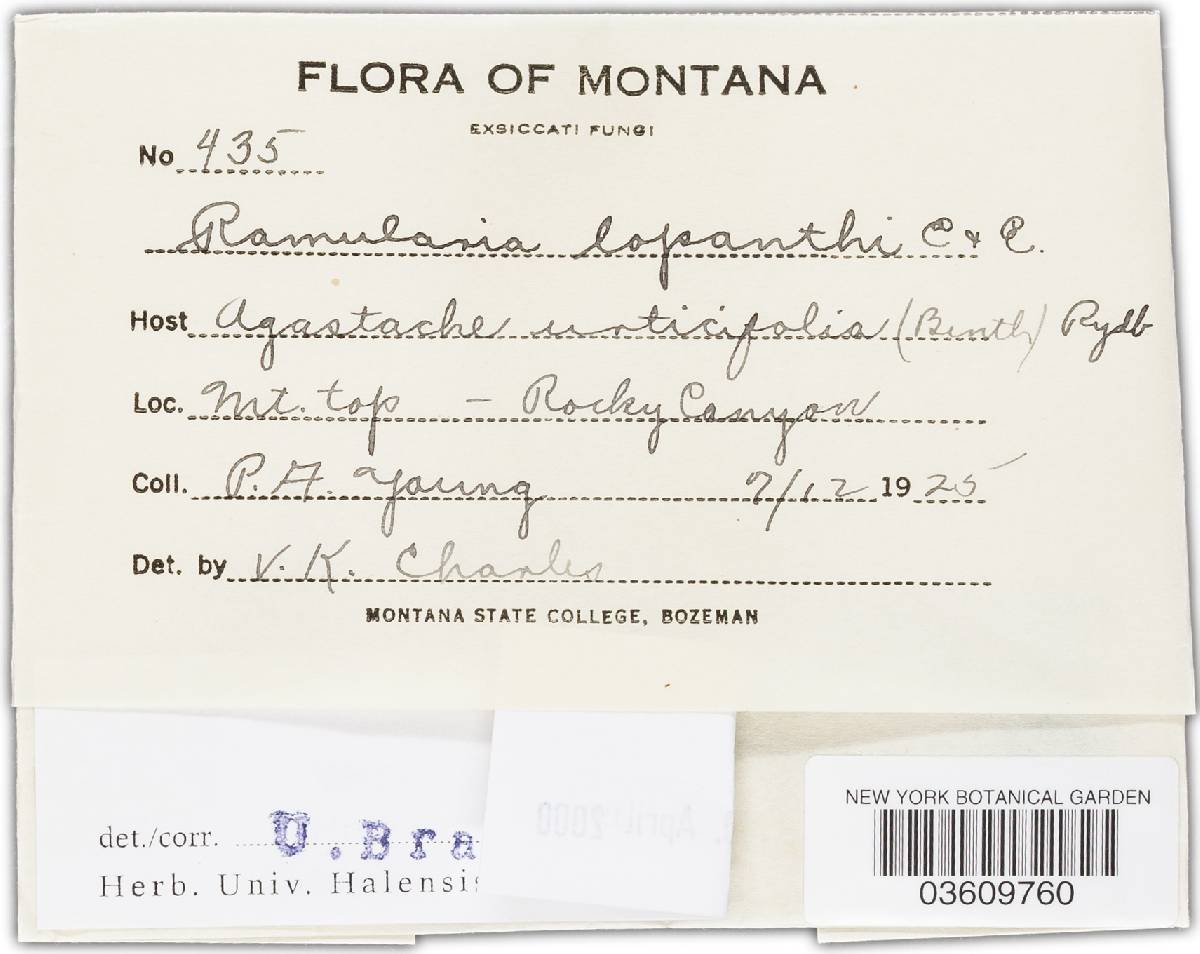 FLORA OF MONTANA
EXSICCATI FUNGI
No 435
Ramularia lopanthi E & E.
Host Agastache urticifolia (Benth) Rydb
Loc. Mt. top - Rocky Canyon
Coll. P. A. Young 7/12 1925
Det. by V. K. Charles
MONTANA STATE COLLEGE, BOZEMAN
det./corr. U. Bra
Herb. Univ. Halensis
April 2000
NEW YORK BOTANICAL GARDEN
03609760